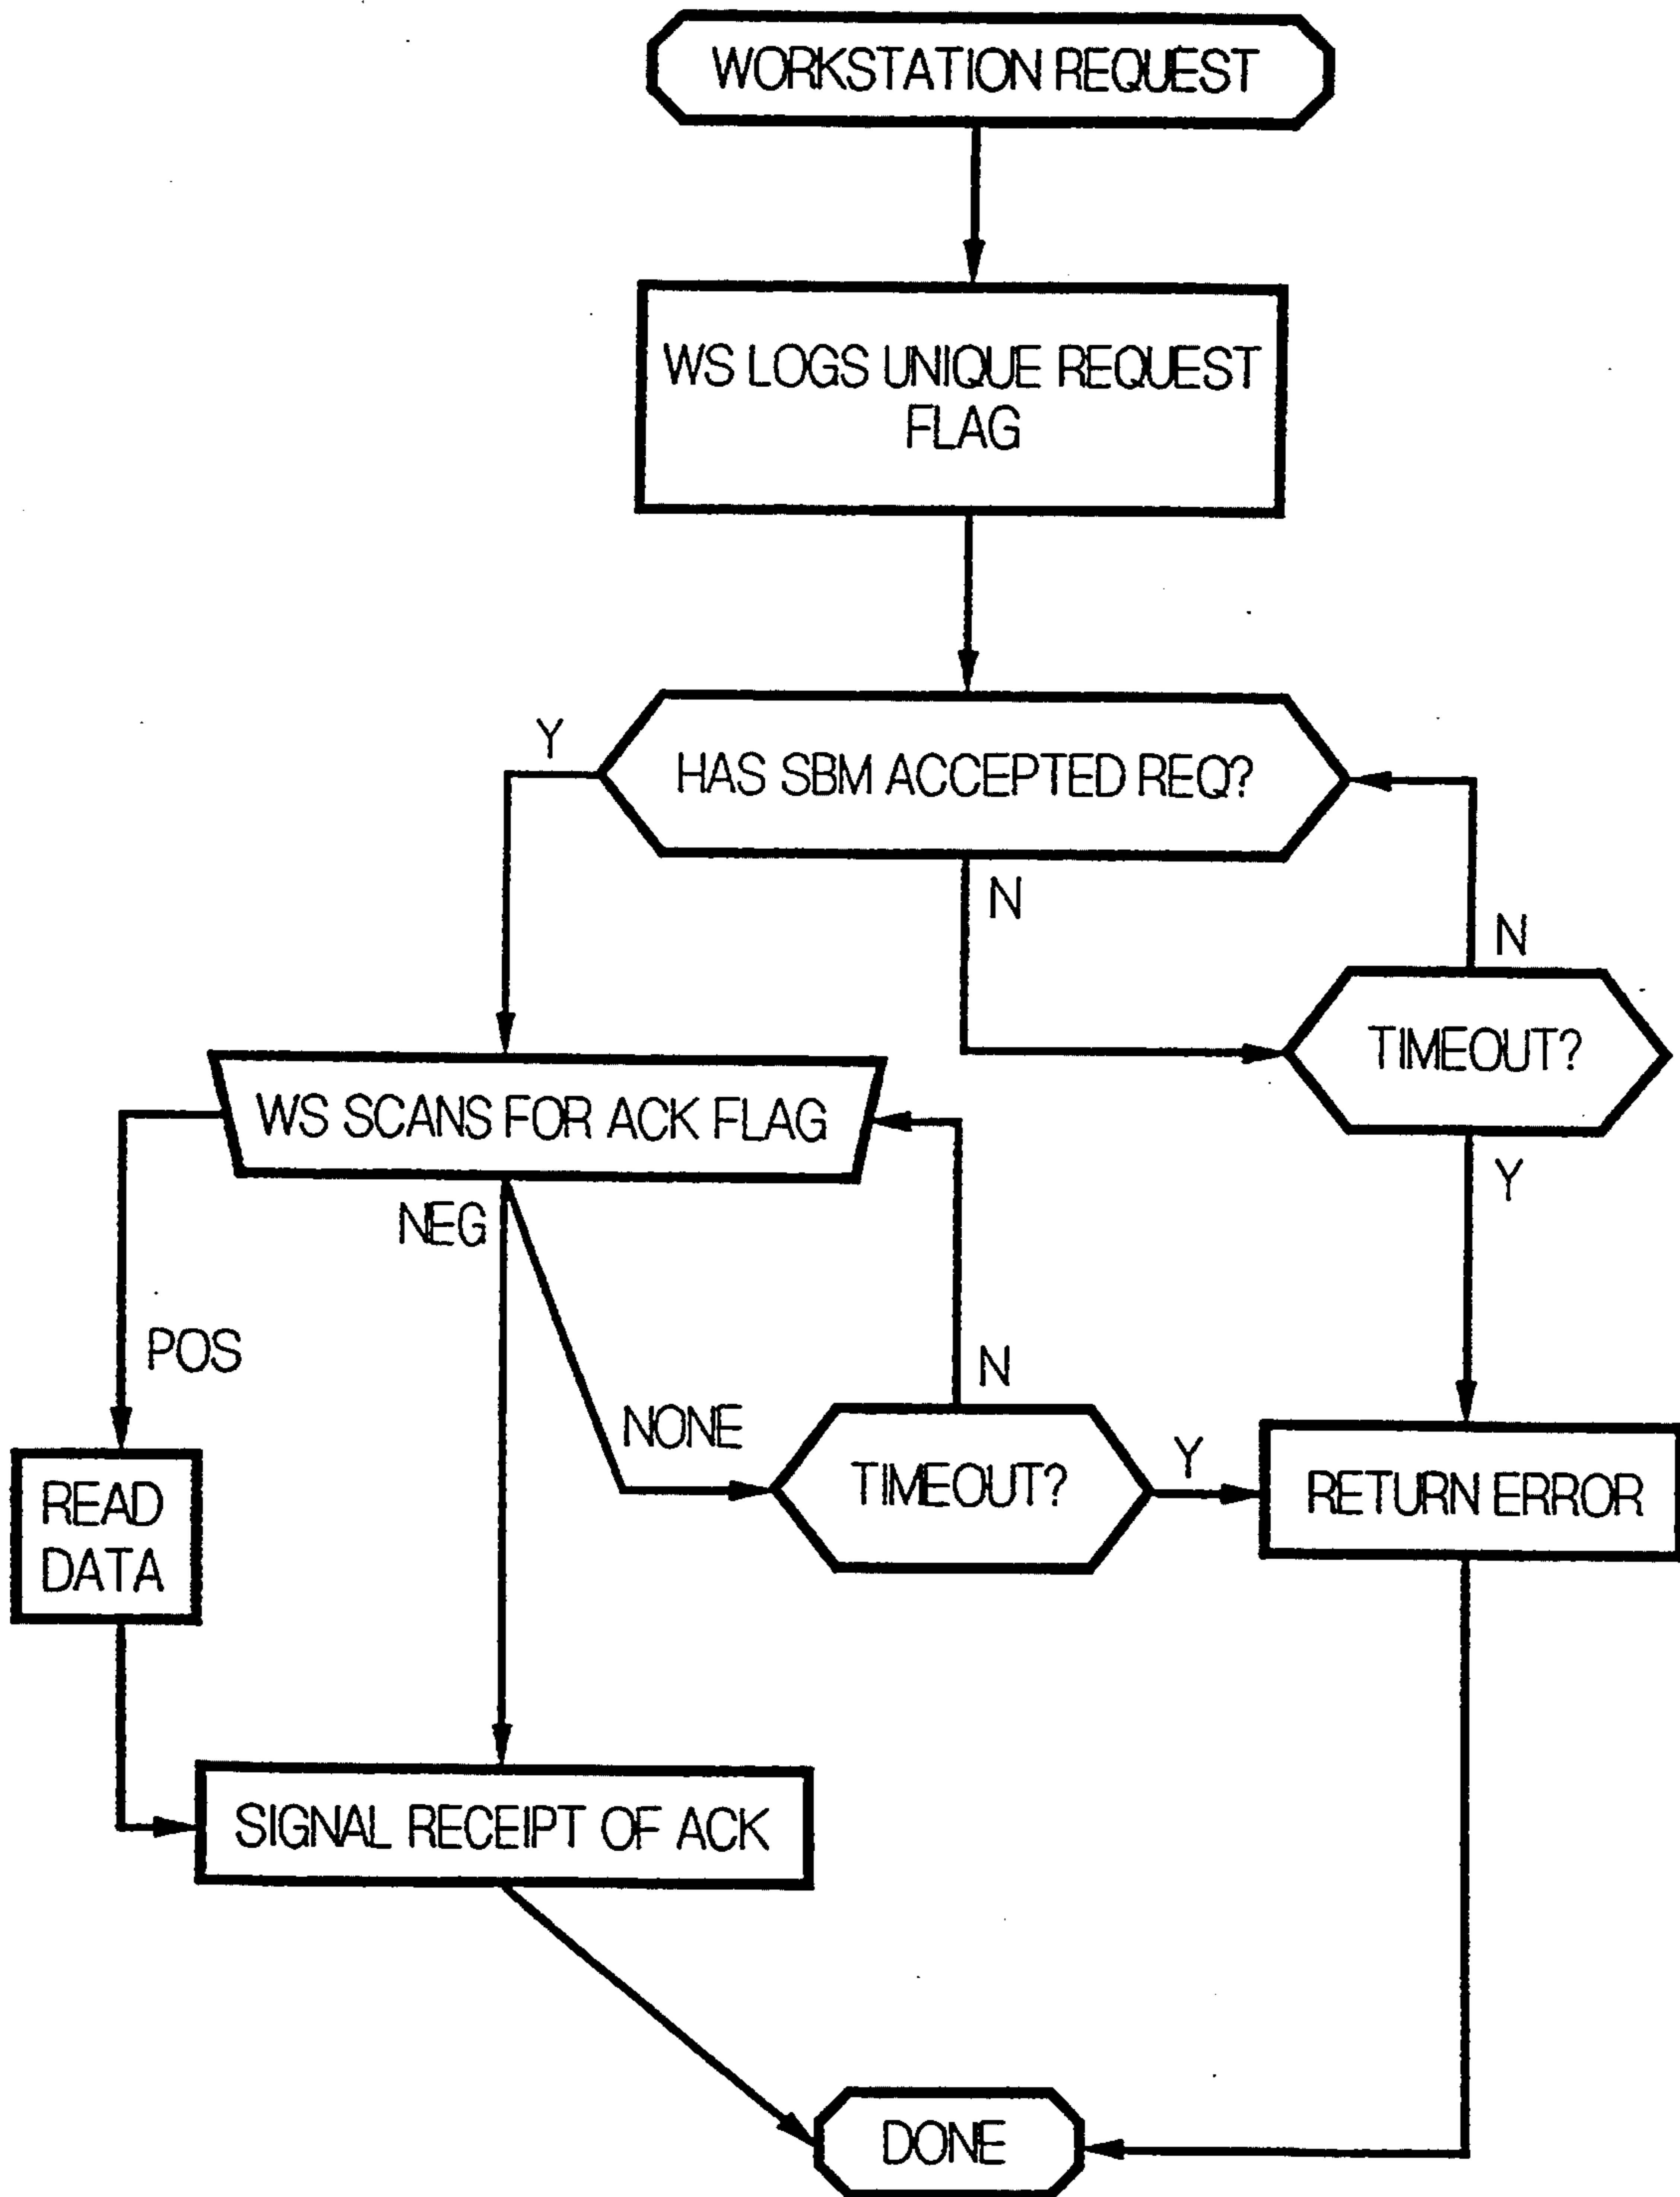 WORKSTATION REQUEST
WS LOGS UNIQUE REQUEST
FLAG
Y
HAS SBM ACCEPTED REQ?
N
N
TIMEOUT?
Y
WS SCANS FOR ACK FLAG
NEG
POS
NONE
N
TIMEOUT?
Y
RETURN ERROR
READ
DATA
SIGNAL RECEIPT OF ACK
DONE